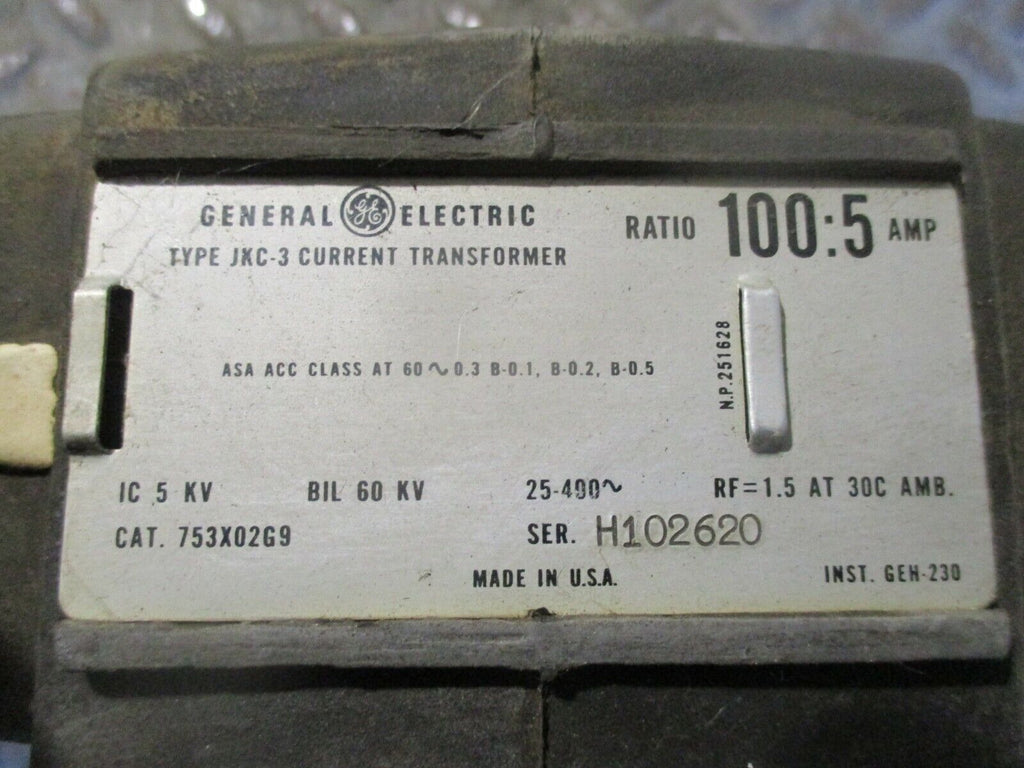 GENERAL GE ELECTRIC
RATIO 100:5 AMP
TYPE JKC-3 CURRENT TRANSFORMER
ASA ACC CLASS AT 60~0.3 B-0.1, B-0.2, B-0.5
N.P.251628
IC 5 KV BIL 60 KV 25-400~ RF=1.5 AT 30C AMB.
CAT. 753X02G9 SER. H102620
MADE IN U.S.A. INST. GEH-230